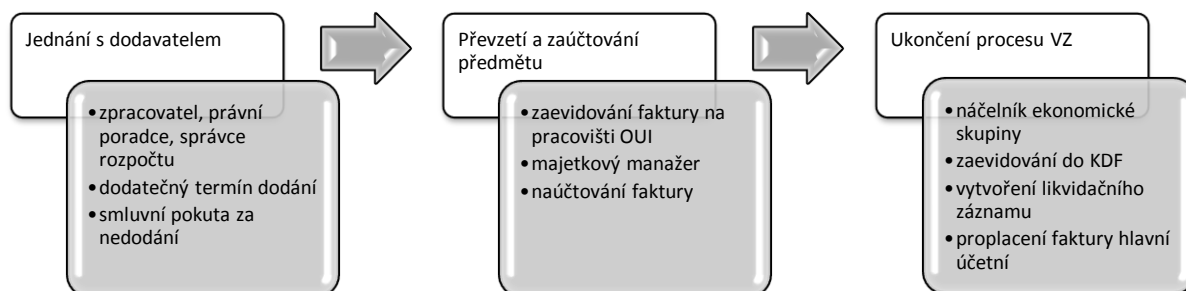 Jednání s dodavatelem
• zpracovatel, právní
poradce, správce
rozpočtu
• dodatečný termín dodání
• smluvní pokuta za
nedodání
Převzetí a zaúčtování
předmětu
• zaevidování faktury na
pracovišti OUI
• majetkový manažer
• naúčtování faktury
Ukončení procesu VZ
• náčelník ekonomické
skupiny
• zaevidování do KDF
• vytvoření likvidačního
záznamu
• proplacení faktury hlavní
účetní